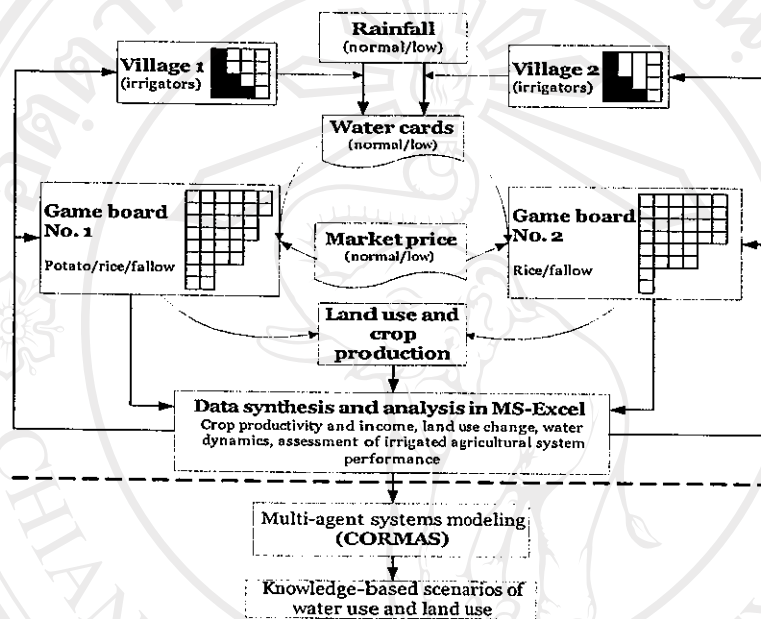 Rainfall
(normal/low)
Village 1
(irrigators)
Village 2
(irrigators)
Water cards
(normal/low)
Game board
No. 1
Potato/rice/fallow
Market price
(normal/low)
Game board
No. 2
Rice/fallow
Land use and
crop
production
Data synthesis and analysis in MS-Excel
Crop productivity and income, land use change, water
dynamics, assessment of irrigated agricultural system
performance
Multi-agent systems modeling
(CORMAS)
Knowledge-based scenarios of
water use and land use